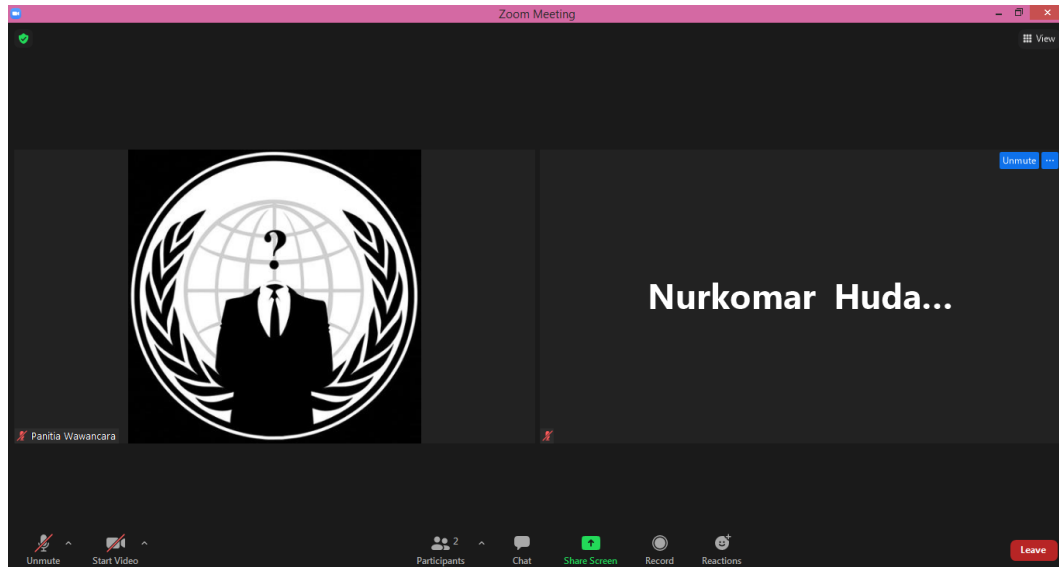 Zoom Meeting
View
Unmute
?
Nurkomar Huda...
Panitia Wawancara
Unmute
Start Video
Participants
2
Chat
Share Screen
Record
Reactions
Leave